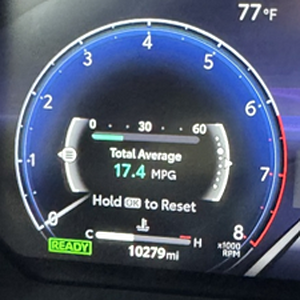 77°F
4
3 5
2 6
0 30 60
Total Average
1 17.4 MPG 7
Hold OK to Reset
0 8
READY C H x1000
RPM
10279mi